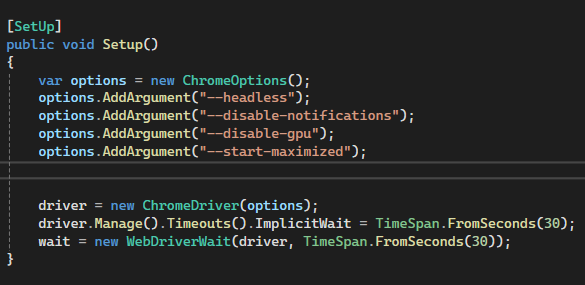 [SetUp]
public void Setup()
{
var options = new ChromeOptions();
options.AddArgument("--headless");
options.AddArgument("--disable-notifications");
options.AddArgument("--disable-gpu");
options.AddArgument("--start-maximized");
driver = new ChromeDriver(options);
driver.Manage().Timeouts().ImplicitWait = TimeSpan.FromSeconds(30);
wait = new WebDriverWait(driver, TimeSpan.FromSeconds(30));
}